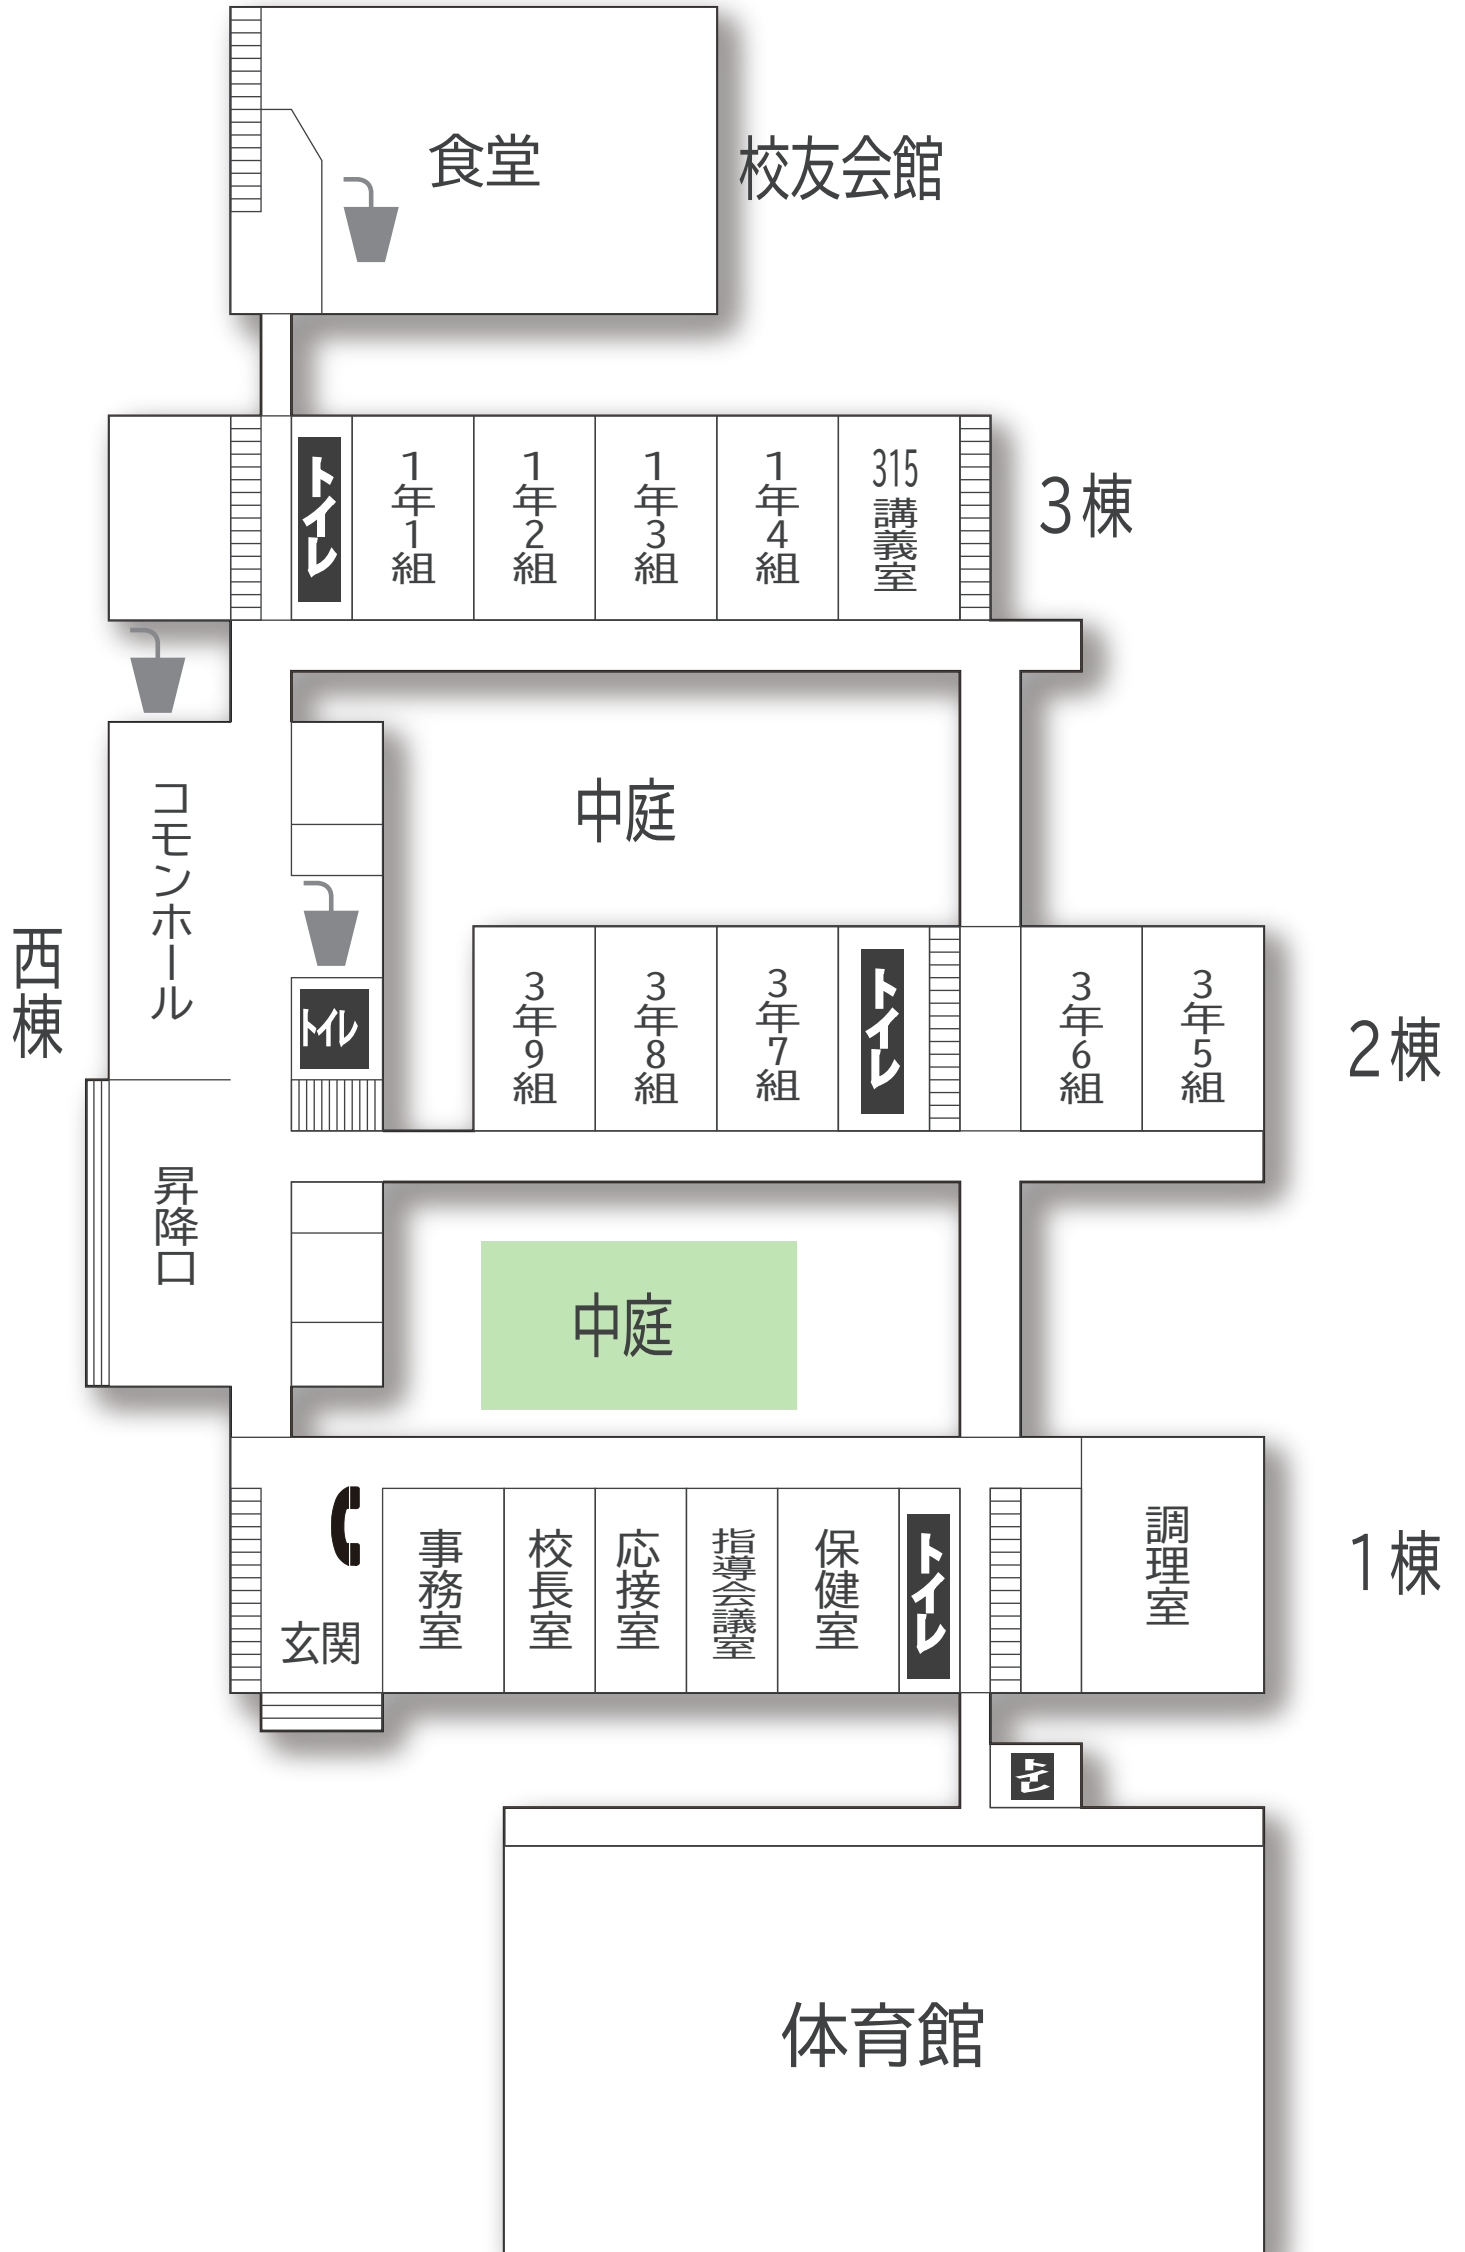 食堂
校友会館
トイレ
1年1組
1年2組
1年3組
1年4組
315
講義室
3棟
コモンホール
中庭
西棟
トイレ
3年9組
3年8組
3年7組
トイレ
3年6組
3年5組
2棟
昇降口
中庭
玄関
事務室
校長室
応接室
指導会議室
保健室
トイレ
調理室
1棟
トイレ
体育館